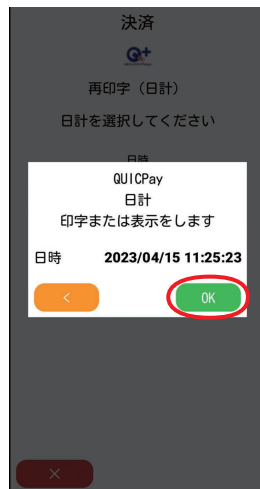 決済
Q+
再印字（日計）
日計を選択してください
日時
QUICPay
日計
印字または表示をします
日時 2023/04/15 11:25:23
< OK
×